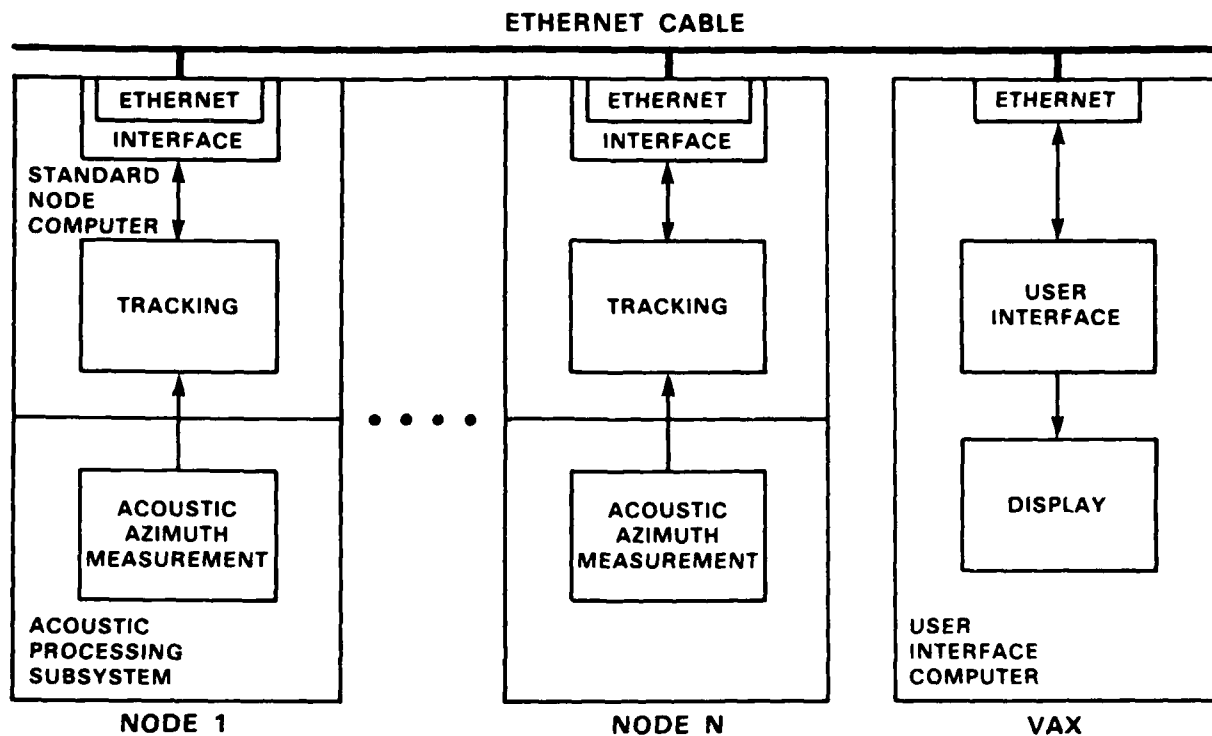 ETHERNET CABLE
ETHERNET
INTERFACE
STANDARD
NODE
COMPUTER
TRACKING
ACOUSTIC
AZIMUTH
MEASUREMENT
ACOUSTIC
PROCESSING
SUBSYSTEM
NODE 1
ETHERNET
INTERFACE
TRACKING
ACOUSTIC
AZIMUTH
MEASUREMENT
NODE N
ETHERNET
USER
INTERFACE
DISPLAY
USER
INTERFACE
COMPUTER
VAX